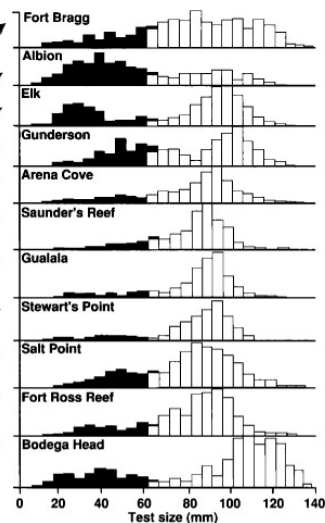 Fort Bragg
Albion
Elk
Gunderson
Arena Cove
Saunder's Reef
Gualala
Stewart's Point
Salt Point
Fort Ross Reef
Bodega Head
0 20 40 60 80 100 120 140
Test size (mm)